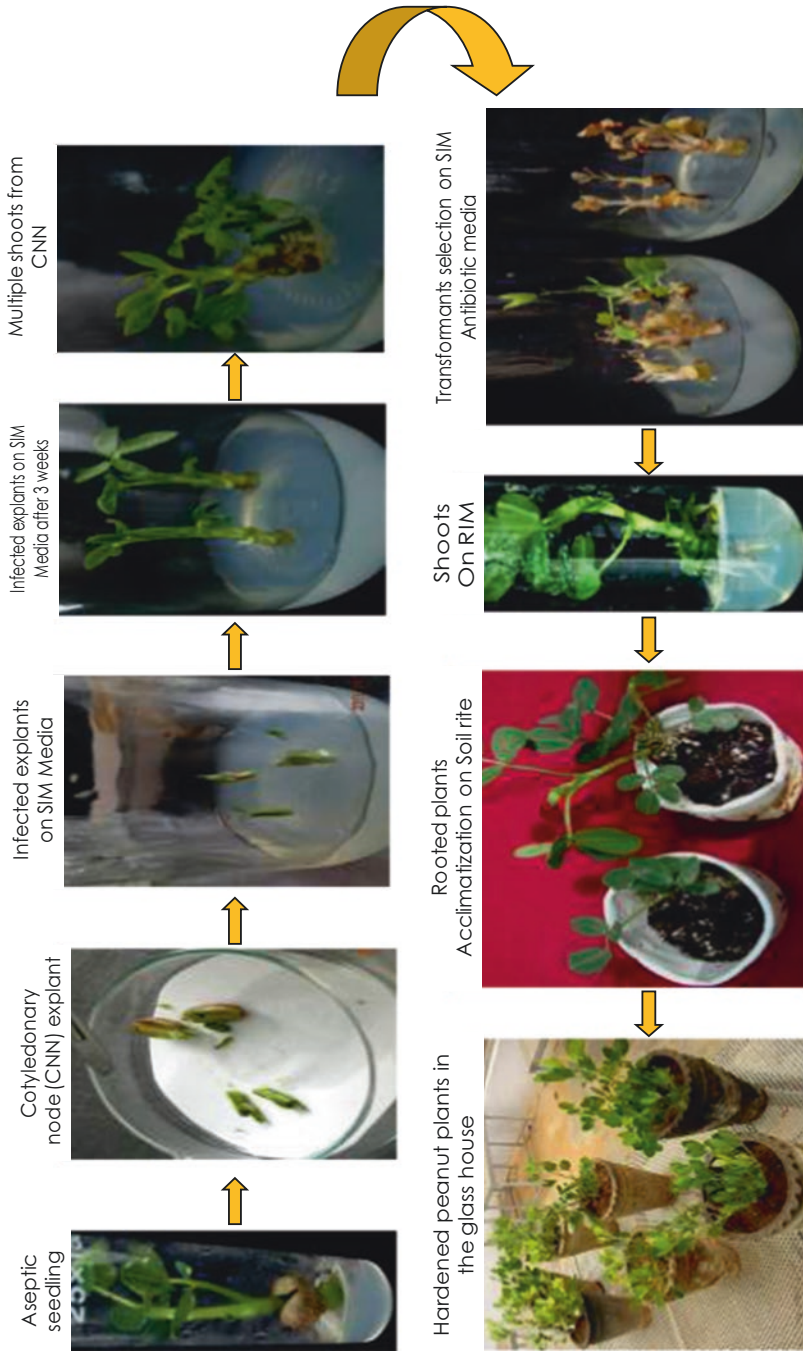 Aseptic
seedling
Cotyledonary
node (CNN) explant
Infected explants
on SIM Media
Infected explants on SIM
Media after 3 weeks
Multiple shoots from
CNN
Transformants selection on SIM
Antibiotic media
Shoots
On RIM
Rooted plants
Acclimatization on Soil rite
Hardened peanut plants in
the glass house